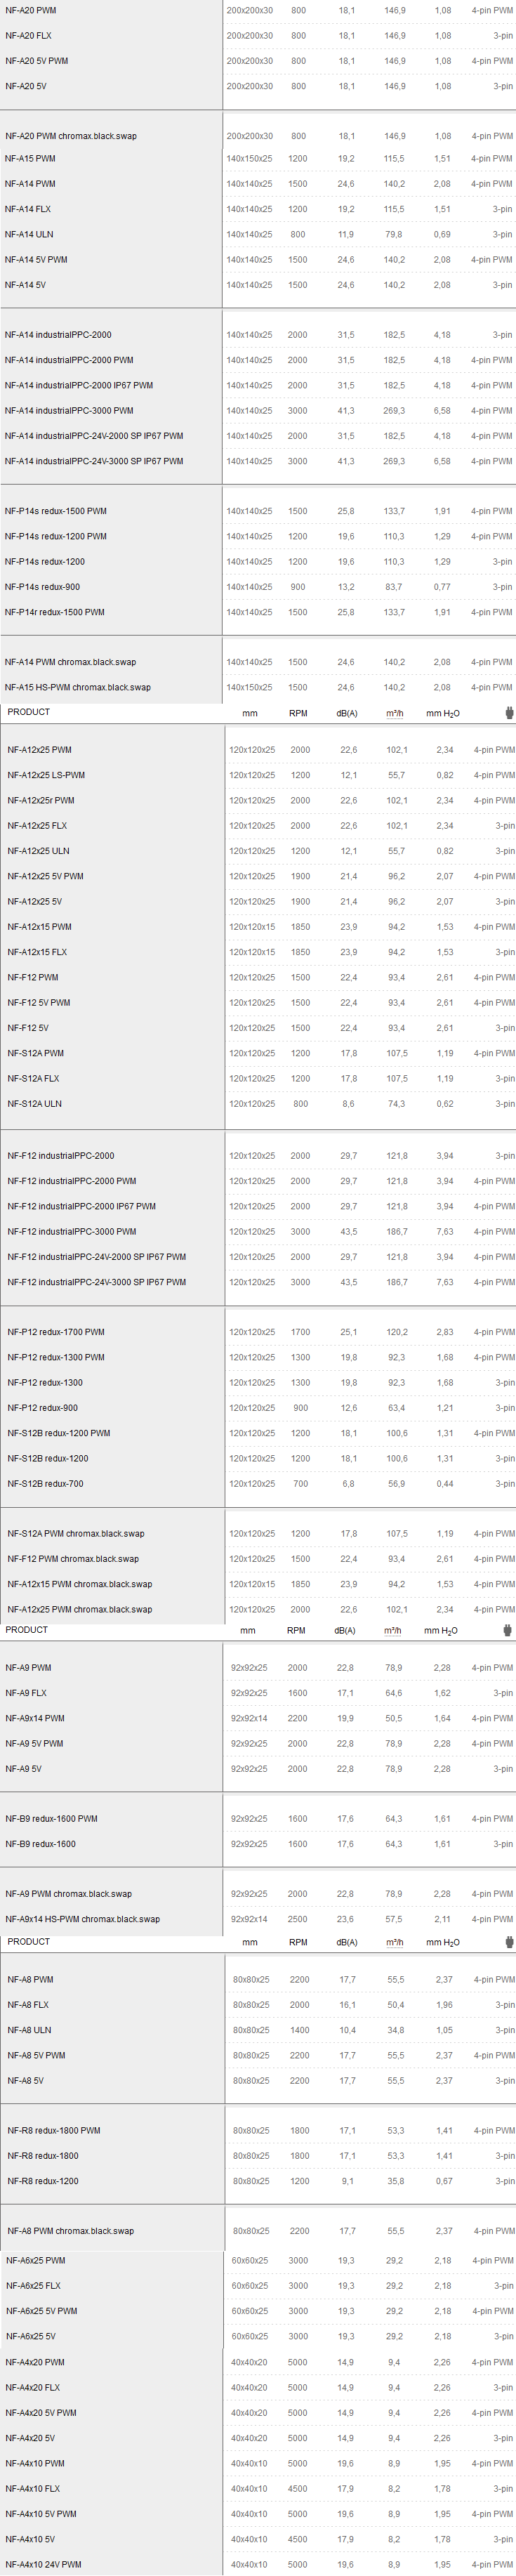 NF-A20 PWM 200x200x30 800 18,1 146,9 1,08 4-pin PWM
NF-A20 FLX 200x200x30 800 18,1 146,9 1,08 3-pin
NF-A20 5V PWM 200x200x30 800 18,1 146,9 1,08 4-pin PWM
NF-A20 5V 200x200x30 800 18,1 146,9 1,08 3-pin
NF-A20 PWM chromax.black.swap 200x200x30 800 18,1 146,9 1,08 4-pin PWM
NF-A15 PWM 140x150x25 1200 19,2 115,5 1,51 4-pin PWM
NF-A14 PWM 140x140x25 1500 24,6 140,2 2,08 4-pin PWM
NF-A14 FLX 140x140x25 1200 19,2 115,5 1,51 3-pin
NF-A14 ULN 140x140x25 800 11,9 79,8 0,69 3-pin
NF-A14 5V PWM 140x140x25 1500 24,6 140,2 2,08 4-pin PWM
NF-A14 5V 140x140x25 1500 24,6 140,2 2,08 3-pin
NF-A14 industrialPPC-2000 140x140x25 2000 31,5 182,5 4,18 3-pin
NF-A14 industrialPPC-2000 PWM 140x140x25 2000 31,5 182,5 4,18 4-pin PWM
NF-A14 industrialPPC-2000 IP67 PWM 140x140x25 2000 31,5 182,5 4,18 4-pin PWM
NF-A14 industrialPPC-3000 PWM 140x140x25 3000 41,3 269,3 6,58 4-pin PWM
NF-A14 industrialPPC-24V-2000 SP IP67 PWM 140x140x25 2000 31,5 182,5 4,18 4-pin PWM
NF-A14 industrialPPC-24V-3000 SP IP67 PWM 140x140x25 3000 41,3 269,3 6,58 4-pin PWM
NF-P14s redux-1500 PWM 140x140x25 1500 25,8 133,7 1,91 4-pin PWM
NF-P14s redux-1200 PWM 140x140x25 1200 19,6 110,3 1,29 4-pin PWM
NF-P14s redux-1200 140x140x25 1200 19,6 110,3 1,29 3-pin
NF-P14s redux-900 140x140x25 900 13,2 83,7 0,77 3-pin
NF-P14r redux-1500 PWM 140x140x25 1500 25,8 133,7 1,91 4-pin PWM
NF-A14 PWM chromax.black.swap 140x140x25 1500 24,6 140,2 2,08 4-pin PWM
NF-A15 HS-PWM chromax.black.swap 140x150x25 1500 24,6 140,2 2,08 4-pin PWM
PRODUCT mm RPM dB(A) m³/h mm H₂O
NF-A12x25 PWM 120x120x25 2000 22,6 102,1 2,34 4-pin PWM
NF-A12x25 LS-PWM 120x120x25 1200 12,1 55,7 0,82 4-pin PWM
NF-A12x25r PWM 120x120x25 2000 22,6 102,1 2,34 4-pin PWM
NF-A12x25 FLX 120x120x25 2000 22,6 102,1 2,34 3-pin
NF-A12x25 ULN 120x120x25 1200 12,1 55,7 0,82 3-pin
NF-A12x25 5V PWM 120x120x25 1900 21,4 96,2 2,07 4-pin PWM
NF-A12x25 5V 120x120x25 1900 21,4 96,2 2,07 3-pin
NF-A12x15 PWM 120x120x15 1850 23,9 94,2 1,53 4-pin PWM
NF-A12x15 FLX 120x120x15 1850 23,9 94,2 1,53 3-pin
NF-F12 PWM 120x120x25 1500 22,4 93,4 2,61 4-pin PWM
NF-F12 5V PWM 120x120x25 1500 22,4 93,4 2,61 4-pin PWM
NF-F12 5V 120x120x25 1500 22,4 93,4 2,61 3-pin
NF-S12A PWM 120x120x25 1200 17,8 107,5 1,19 4-pin PWM
NF-S12A FLX 120x120x25 1200 17,8 107,5 1,19 3-pin
NF-S12A ULN 120x120x25 800 8,6 74,3 0,62 3-pin
NF-F12 industrialPPC-2000 120x120x25 2000 29,7 121,8 3,94 3-pin
NF-F12 industrialPPC-2000 PWM 120x120x25 2000 29,7 121,8 3,94 4-pin PWM
NF-F12 industrialPPC-2000 IP67 PWM 120x120x25 2000 29,7 121,8 3,94 4-pin PWM
NF-F12 industrialPPC-3000 PWM 120x120x25 3000 43,5 186,7 7,63 4-pin PWM
NF-F12 industrialPPC-24V-2000 SP IP67 PWM 120x120x25 2000 29,7 121,8 3,94 4-pin PWM
NF-F12 industrialPPC-24V-3000 SP IP67 PWM 120x120x25 3000 43,5 186,7 7,63 4-pin PWM
NF-P12 redux-1700 PWM 120x120x25 1700 25,1 120,2 2,83 4-pin PWM
NF-P12 redux-1300 PWM 120x120x25 1300 19,8 92,3 1,68 4-pin PWM
NF-P12 redux-1300 120x120x25 1300 19,8 92,3 1,68 3-pin
NF-P12 redux-900 120x120x25 900 12,6 63,4 1,21 3-pin
NF-S12B redux-1200 PWM 120x120x25 1200 18,1 100,6 1,31 4-pin PWM
NF-S12B redux-1200 120x120x25 1200 18,1 100,6 1,31 3-pin
NF-S12B redux-700 120x120x25 700 6,8 56,9 0,44 3-pin
NF-S12A PWM chromax.black.swap 120x120x25 1200 17,8 107,5 1,19 4-pin PWM
NF-F12 PWM chromax.black.swap 120x120x25 1500 22,4 93,4 2,61 4-pin PWM
NF-A12x15 PWM chromax.black.swap 120x120x15 1850 23,9 94,2 1,53 4-pin PWM
NF-A12x25 PWM chromax.black.swap 120x120x25 2000 22,6 102,1 2,34 4-pin PWM
PRODUCT mm RPM dB(A) m³/h mm H₂O
NF-A9 PWM 92x92x25 2000 22,8 78,9 2,28 4-pin PWM
NF-A9 FLX 92x92x25 1600 17,1 64,6 1,62 3-pin
NF-A9x14 PWM 92x92x14 2200 19,9 50,5 1,64 4-pin PWM
NF-A9 5V PWM 92x92x25 2000 22,8 78,9 2,28 4-pin PWM
NF-A9 5V 92x92x25 2000 22,8 78,9 2,28 3-pin
NF-B9 redux-1600 PWM 92x92x25 1600 17,6 64,3 1,61 4-pin PWM
NF-B9 redux-1600 92x92x25 1600 17,6 64,3 1,61 3-pin
NF-A9 PWM chromax.black.swap 92x92x25 2000 22,8 78,9 2,28 4-pin PWM
NF-A9x14 HS-PWM chromax.black.swap 92x92x14 2500 23,6 57,5 2,11 4-pin PWM
PRODUCT mm RPM dB(A) m³/h mm H₂O
NF-A8 PWM 80x80x25 2200 17,7 55,5 2,37 4-pin PWM
NF-A8 FLX 80x80x25 2000 16,1 50,4 1,96 3-pin
NF-A8 ULN 80x80x25 1400 10,4 34,8 1,05 3-pin
NF-A8 5V PWM 80x80x25 2200 17,7 55,5 2,37 4-pin PWM
NF-A8 5V 80x80x25 2200 17,7 55,5 2,37 3-pin
NF-R8 redux-1800 PWM 80x80x25 1800 17,1 53,3 1,41 4-pin PWM
NF-R8 redux-1800 80x80x25 1800 17,1 53,3 1,41 3-pin
NF-R8 redux-1200 80x80x25 1200 9,1 35,8 0,67 3-pin
NF-A8 PWM chromax.black.swap 80x80x25 2200 17,7 55,5 2,37 4-pin PWM
NF-A6x25 PWM 60x60x25 3000 19,3 29,2 2,18 4-pin PWM
NF-A6x25 FLX 60x60x25 3000 19,3 29,2 2,18 3-pin
NF-A6x25 5V PWM 60x60x25 3000 19,3 29,2 2,18 4-pin PWM
NF-A6x25 5V 60x60x25 3000 19,3 29,2 2,18 3-pin
NF-A4x20 PWM 40x40x20 5000 14,9 9,4 2,26 4-pin PWM
NF-A4x20 FLX 40x40x20 5000 14,9 9,4 2,26 3-pin
NF-A4x20 5V PWM 40x40x20 5000 14,9 9,4 2,26 4-pin PWM
NF-A4x20 5V 40x40x20 5000 14,9 9,4 2,26 3-pin
NF-A4x10 PWM 40x40x10 5000 19,6 8,9 1,95 4-pin PWM
NF-A4x10 FLX 40x40x10 4500 17,9 8,2 1,78 3-pin
NF-A4x10 5V PWM 40x40x10 5000 19,6 8,9 1,95 4-pin PWM
NF-A4x10 5V 40x40x10 4500 17,9 8,2 1,78 3-pin
NF-A4x10 24V PWM 40x40x10 5000 19,6 8,9 1,95 4-pin PWM